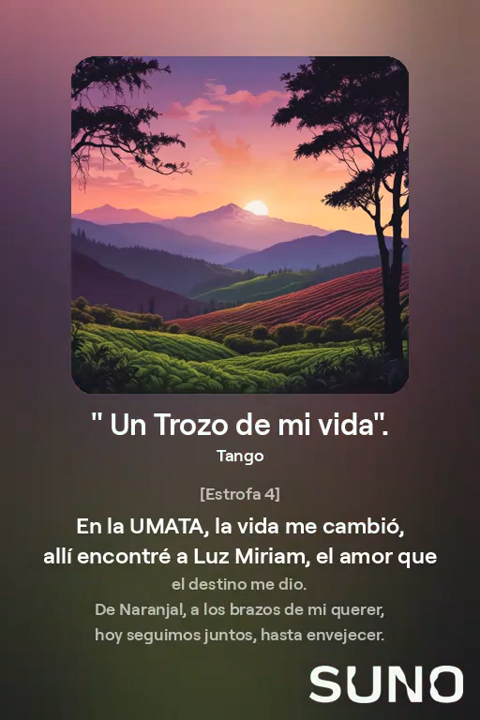 " Un Trozo de mi vida".
Tango
[Estrofa 4]
En la UMATA, la vida me cambió,
allí encontré a Luz Miriam, el amor que
el destino me dio.
De Naranjal, a los brazos de mi querer,
hoy seguimos juntos, hasta envejecer.
SUNO